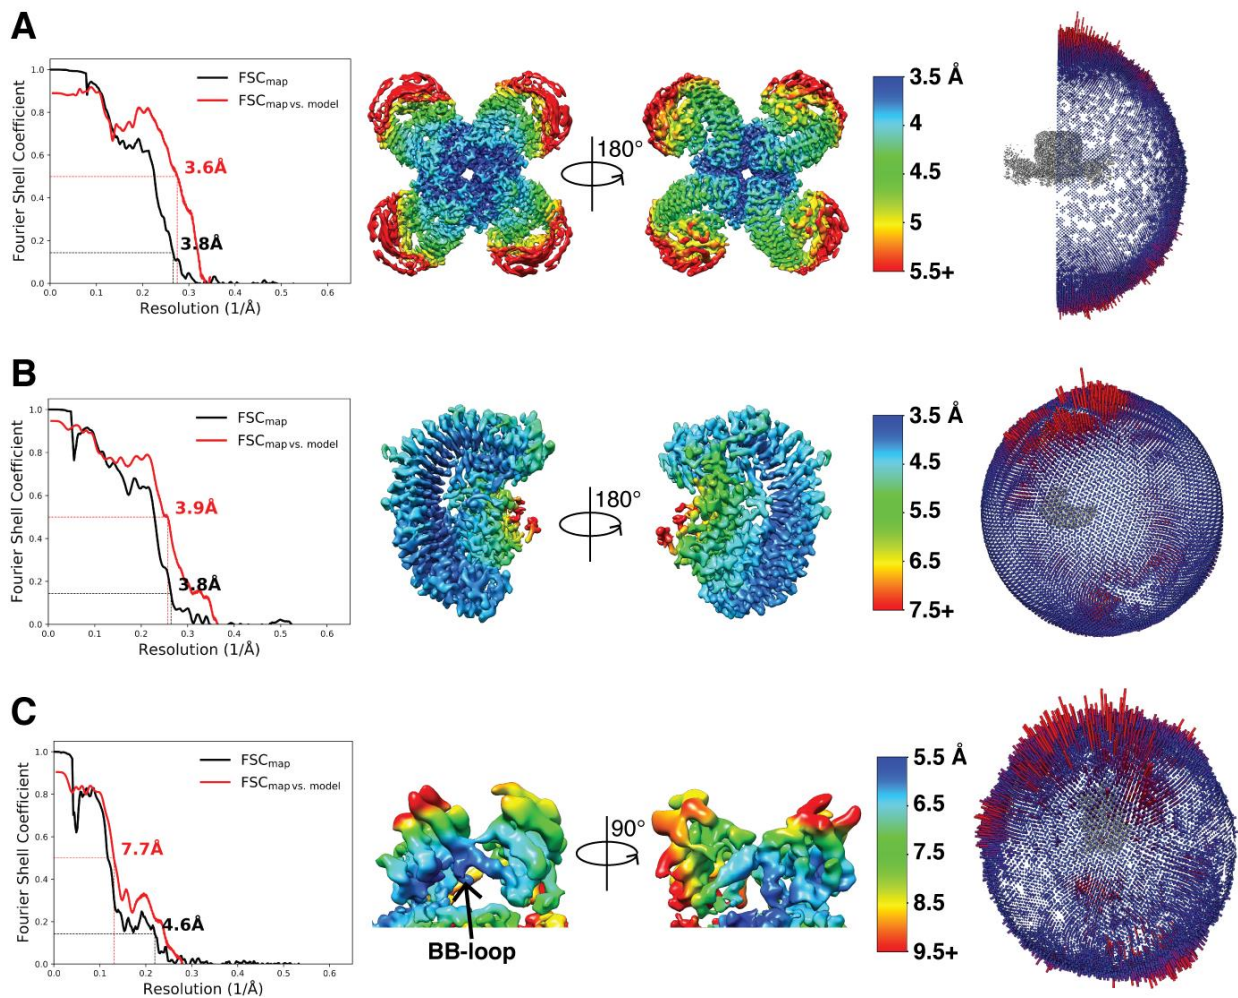 A
Fourier Shell Coefficient
1.0
0.8
0.6
0.4
0.2
0.0
0.0 0.1 0.2 0.3 0.4 0.5 0.6
Resolution (1/Å)
FSCmap
FSCmap vs. model
3.6Å
3.8Å
180°
3.5 Å
4
4.5
5
5.5+
B
Fourier Shell Coefficient
1.0
0.8
0.6
0.4
0.2
0.0
0.0 0.1 0.2 0.3 0.4 0.5 0.6
Resolution (1/Å)
FSCmap
FSCmap vs. model
3.9Å
3.8Å
180°
3.5 Å
4.5
5.5
6.5
7.5+
C
Fourier Shell Coefficient
1.0
0.8
0.6
0.4
0.2
0.0
0.0 0.1 0.2 0.3 0.4 0.5 0.6
Resolution (1/Å)
FSCmap
FSCmap vs. model
7.7Å
4.6Å
BB-loop
90°
5.5 Å
6.5
7.5
8.5
9.5+